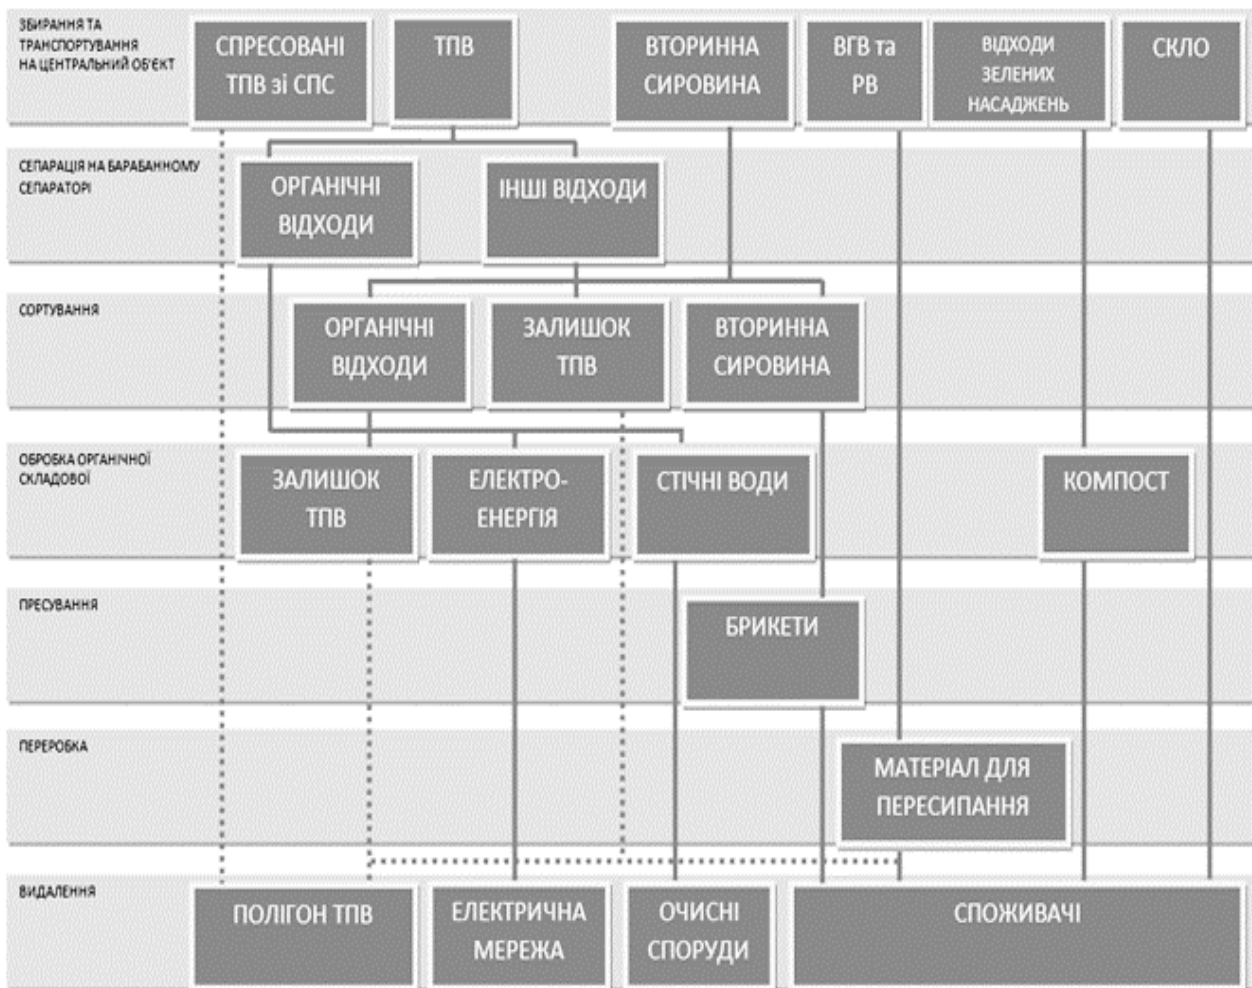 ЗБИРАННЯ ТА
ТРАНСПОРТУВАННЯ
НА ЦЕНТРАЛЬНИЙ ОБ'ЄКТ
СПРЕСОВАНІ
ТПВ зі СПС
ТПВ
ВТОРИННА
СИРОВИНА
ВГВ та
РВ
ВІДХОДИ
ЗЕЛЕНИХ
НАСАДЖЕНЬ
СКЛО
СЕПАРАЦІЯ НА БАРАБАННОМУ
СЕПАРАТОРІ
ОРГАНІЧНІ
ВІДХОДИ
ІНШІ ВІДХОДИ
СОРТУВАННЯ
ОРГАНІЧНІ
ВІДХОДИ
ЗАЛИШОК
ТПВ
ВТОРИННА
СИРОВИНА
ОБРОБКА ОРГАНІЧНОЇ
СКЛАДОВОЇ
ЗАЛИШОК
ТПВ
ЕЛЕКТРО-
ЕНЕРГІЯ
СТІЧНІ ВОДИ
КОМПОСТ
ПРЕСУВАННЯ
БРИКЕТИ
ПЕРЕРОБКА
МАТЕРІАЛ ДЛЯ
ПЕРЕСИПАННЯ
ВИДАЛЕННЯ
ПОЛІГОН ТПВ
ЕЛЕКТРИЧНА
МЕРЕЖА
ОЧИСНІ
СПОРУДИ
СПОЖИВАЧІ